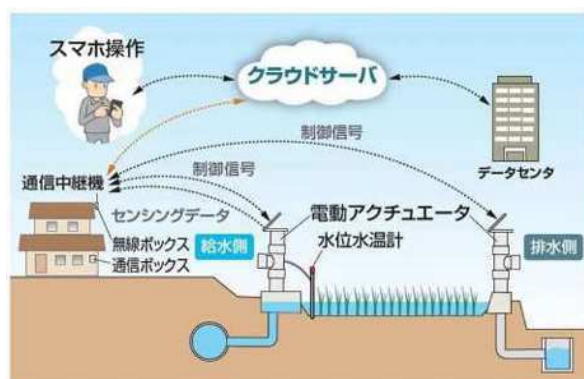 スマホ操作
クラウドサーバ
データセンタ
制御信号
制御信号
通信中継機
センシングデータ
電動アクチュエータ
無線ボックス
給水側
水位水温計
排水側
通信ボックス